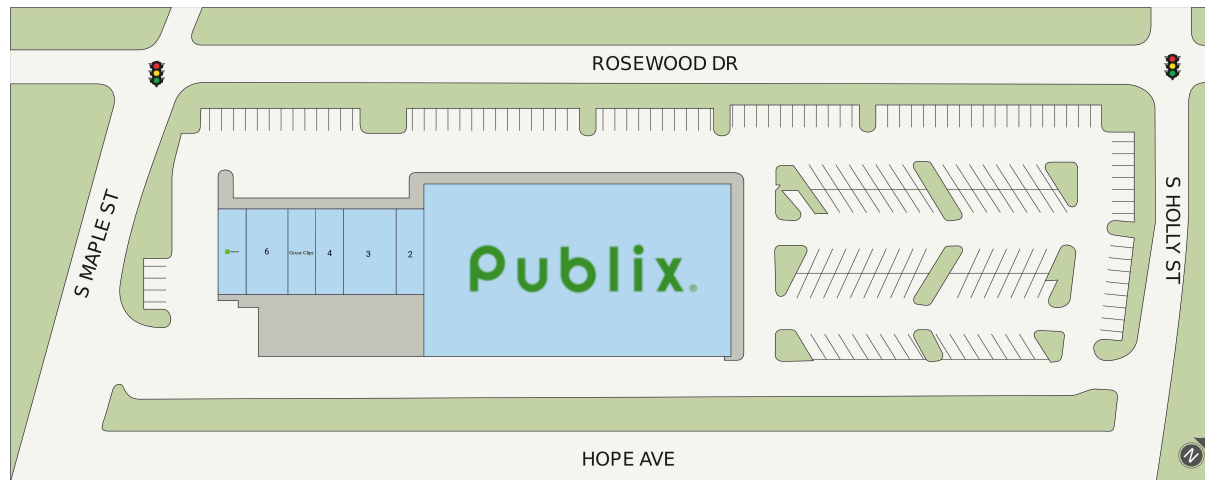 ROSEWOOD DR
S MAPLE ST
S HOLLY ST
6
Great Clips
4
3
2
Publix.
HOPE AVE
N